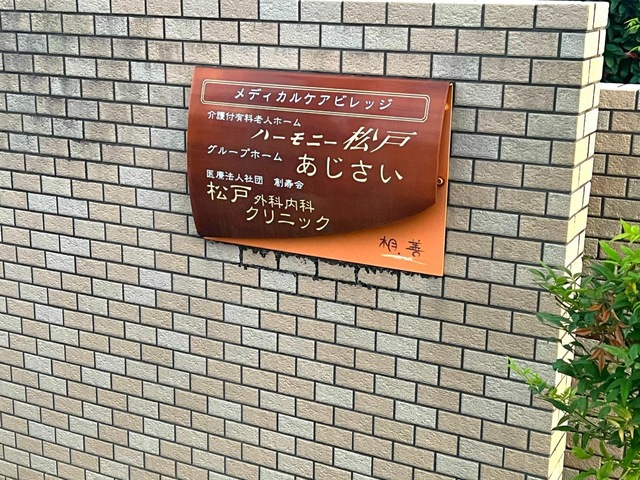 メディカルケアビレッジ
介護付有料老人ホーム
ハーモニー松戸
グループホーム あじさい
医療法人社団 創壽会
松戸外科内科
クリニック
相善